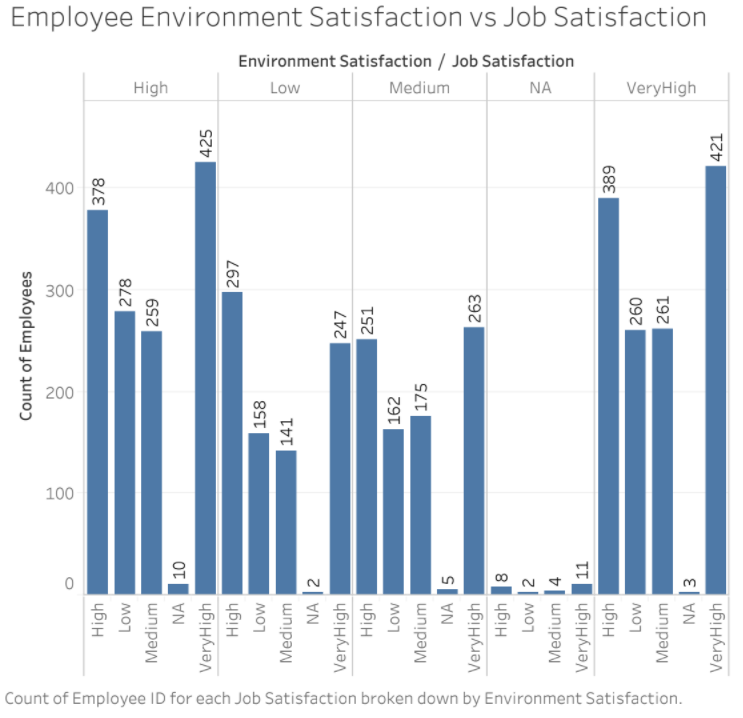 Employee Environment Satisfaction vs Job Satisfaction
Environment Satisfaction / Job Satisfaction
High Low Medium NA VeryHigh
Count of Employees
400
300
200
100
0
378 278 259 10 425 297 158 141 2 247 251 162 175 5 263 8 2 4 11 389 260 261 3 421
High Low Medium NA VeryHigh High Low Medium NA VeryHigh High Low Medium NA VeryHigh High Low Medium VeryHigh High Low Medium NA VeryHigh
Count of Employee ID for each Job Satisfaction broken down by Environment Satisfaction.